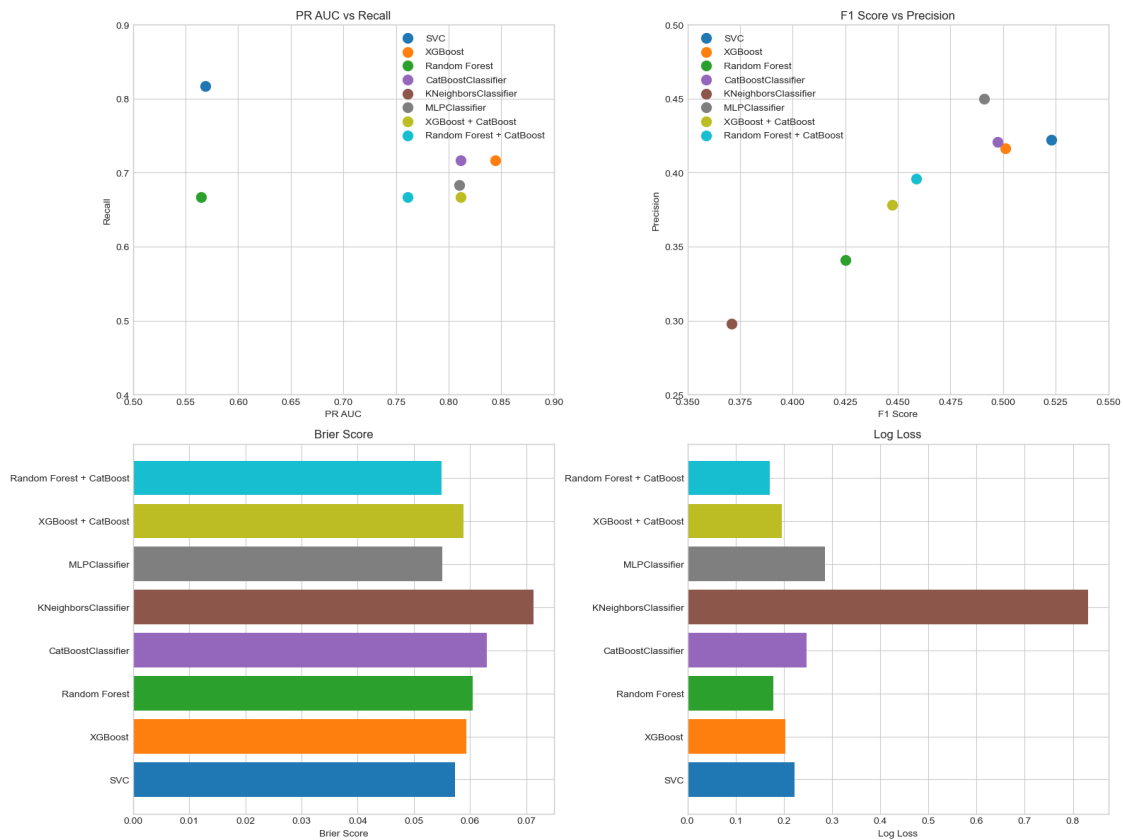 PR AUC vs Recall
0.9
0.8
0.7
0.6
0.5
0.4
Recall
SVC
XGBoost
Random Forest
CatBoostClassifier
KNeighborsClassifier
MLPClassifier
XGBoost + CatBoost
Random Forest + CatBoost
0.50 0.55 0.60 0.65 0.70 0.75 0.80 0.85 0.90
PR AUC
F1 Score vs Precision
0.50
0.45
0.40
0.35
0.30
0.25
Precision
SVC
XGBoost
Random Forest
CatBoostClassifier
KNeighborsClassifier
MLPClassifier
XGBoost + CatBoost
Random Forest + CatBoost
0.350 0.375 0.400 0.425 0.450 0.475 0.500 0.525 0.550
F1 Score
Brier Score
Random Forest + CatBoost
XGBoost + CatBoost
MLPClassifier
KNeighborsClassifier
CatBoostClassifier
Random Forest
XGBoost
SVC
0.00 0.01 0.02 0.03 0.04 0.05 0.06 0.07
Brier Score
Log Loss
Random Forest + CatBoost
XGBoost + CatBoost
MLPClassifier
KNeighborsClassifier
CatBoostClassifier
Random Forest
XGBoost
SVC
0.0 0.1 0.2 0.3 0.4 0.5 0.6 0.7 0.8
Log Loss